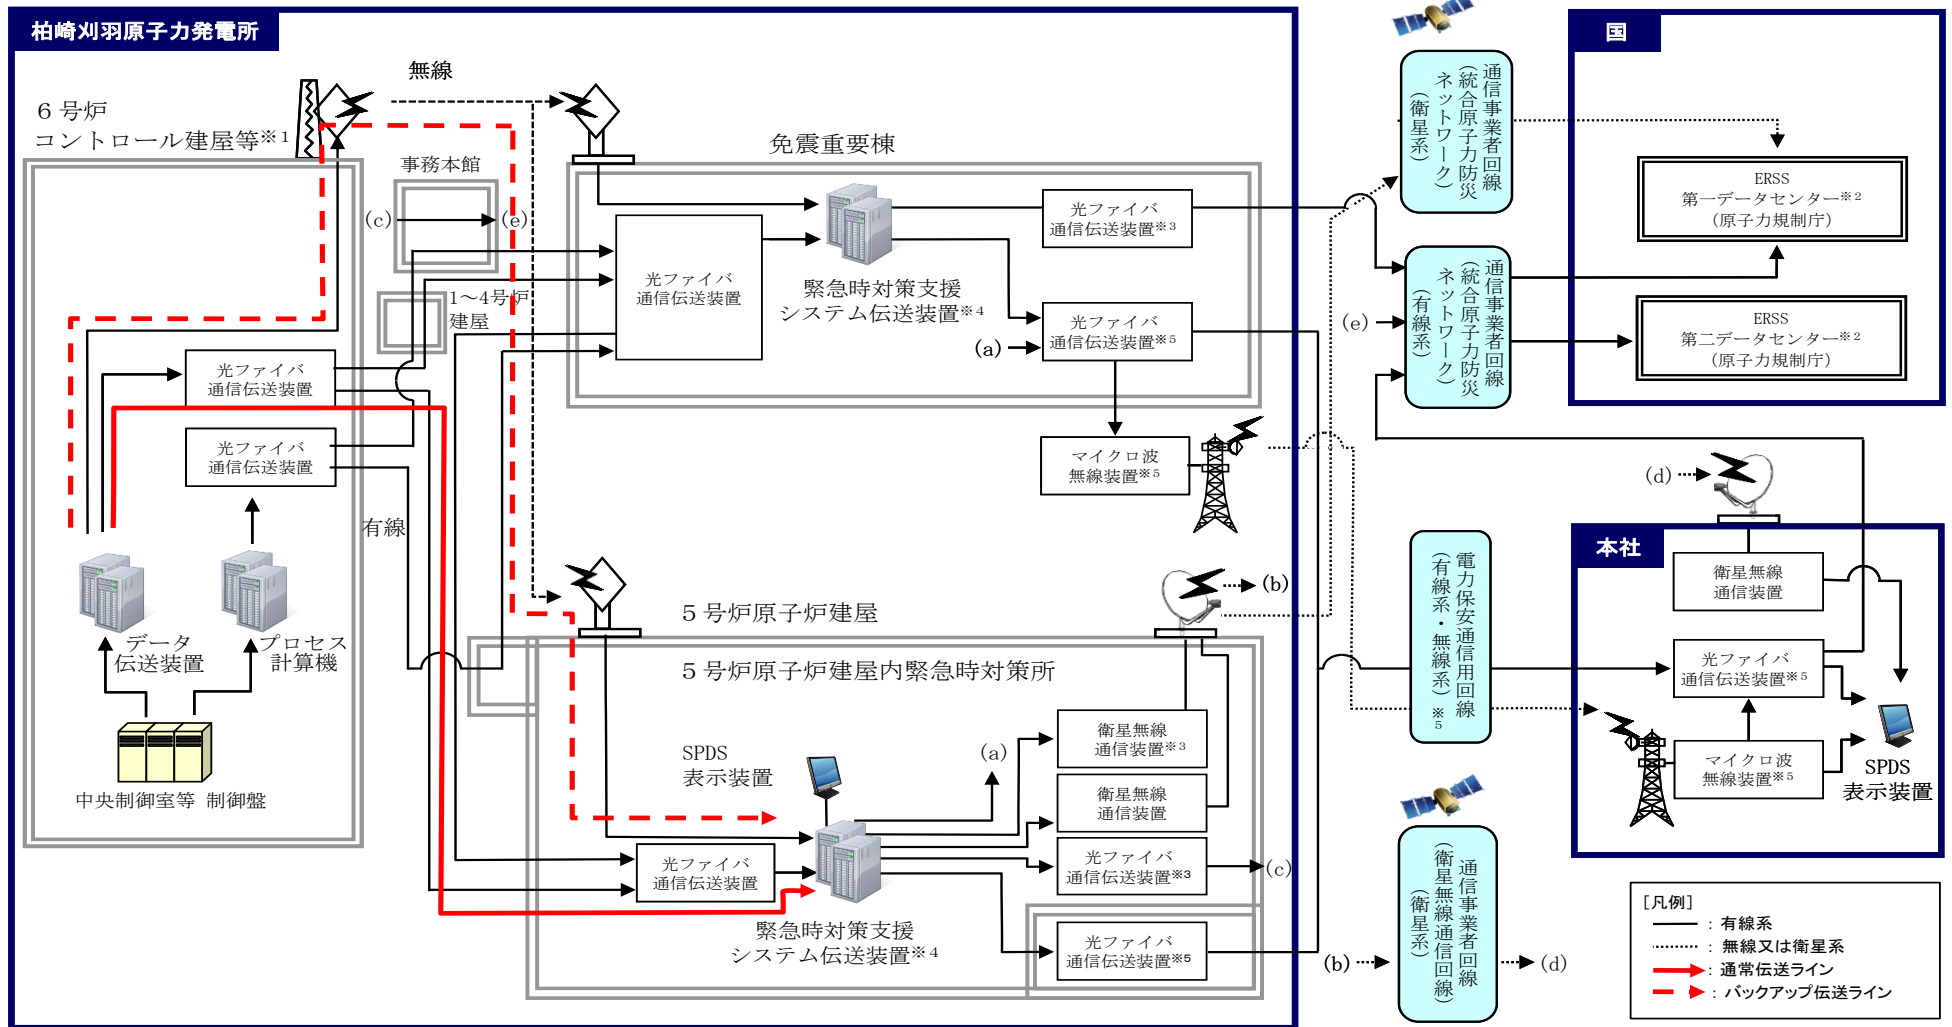 柏崎刈羽原子力発電所
無線
6号炉
コントロール建屋等※1
事務本館
(c)
(e)
1～4号炉
建屋
免震重要棟
光ファイバ
通信伝送装置
緊急時対策支援
システム伝送装置※4
光ファイバ
通信伝送装置※3
(a)
光ファイバ
通信伝送装置※5
マイクロ波
無線装置※5
光ファイバ
通信伝送装置
光ファイバ
通信伝送装置
有線
データ
伝送装置
プロセス
計算機
中央制御室等 制御盤
5号炉原子炉建屋
(b)
5号炉原子炉建屋内緊急時対策所
SPDS
表示装置
(a)
光ファイバ
通信伝送装置
緊急時対策支援
システム伝送装置※4
衛星無線
通信装置※3
衛星無線
通信装置
光ファイバ
通信伝送装置※3
(c)
光ファイバ
通信伝送装置※5
通信事業者回線
(統合原子力防災
ネットワーク)
(衛星系)
(e)
通信事業者回線
(統合原子力防災
ネットワーク)
(有線系)
電力保安通信用回線
(有線系・無線系)※5
(b)
通信事業者回線
(衛星無線通信回線)
(衛星系)
(d)
国
ERSS
第一データセンター※2
(原子力規制庁)
ERSS
第二データセンター※2
(原子力規制庁)
(d)
本社
衛星無線
通信装置
光ファイバ
通信伝送装置※5
マイクロ波
無線装置※5
SPDS
表示装置
[凡例]
：有線系
：無線又は衛星系
：通常伝送ライン
：バックアップ伝送ライン